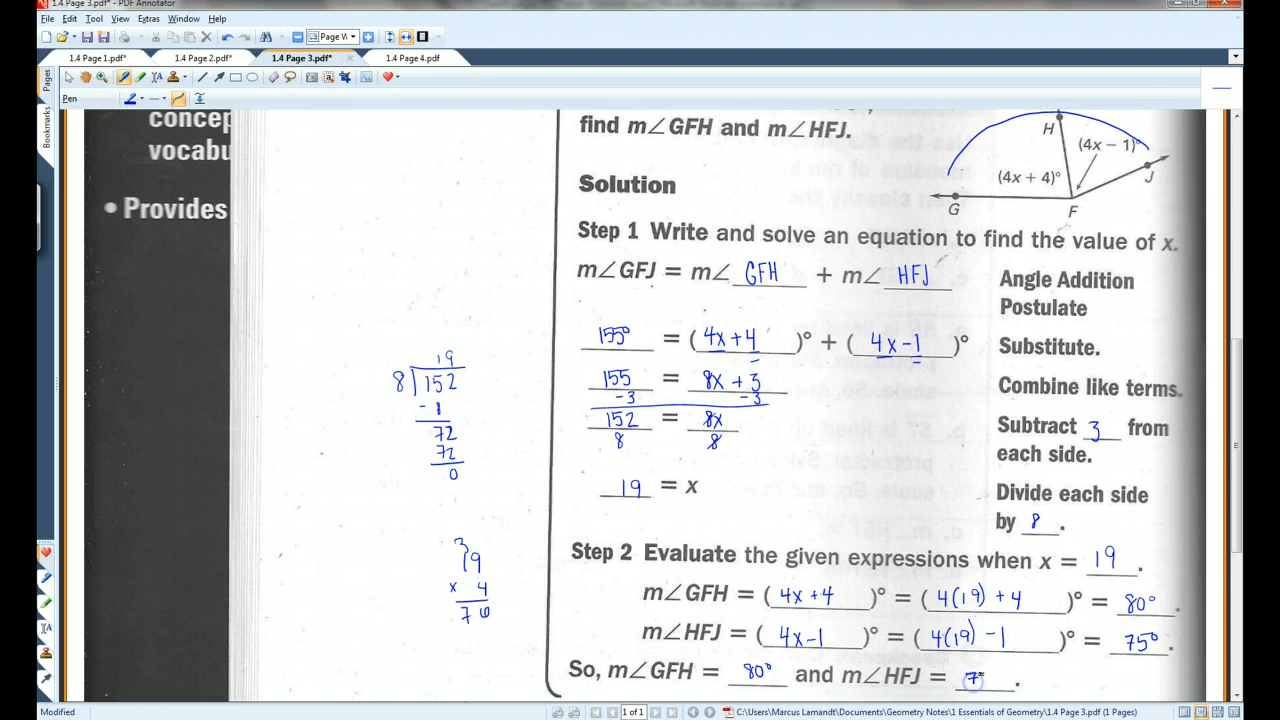 1.4 Page 3.pdf* - PDF Annotator
File Edit Tool View Extras Window Help
Page W
1.4 Page 1.pdf* 1.4 Page 2.pdf* 1.4 Page 3.pdf* 1.4 Page 4.pdf
Pen
Pages
Bookmarks
concep
vocabu
• Provides
find m∠GFH and m∠HFJ.
H
(4x − 1)°
(4x + 4)°
G
F
J
Solution
Step 1 Write and solve an equation to find the value of x.
m∠GFJ = m∠ GFH + m∠ HFJ
Angle Addition
Postulate
155° = (4x+4)° + (4x-1)° Substitute.
155 = 8x + 3 Combine like terms.
-3 -3
152 = 8x Subtract 3 from
8 8 each side.
19 = x Divide each side
by 8.
19
8 152
-8
72
72
0
3
19
x 4
76
Step 2 Evaluate the given expressions when x = 19.
m∠GFH = (4x+4)° = (4(19) + 4)° = 80°.
m∠HFJ = (4x-1)° = (4(19) -1)° = 75°.
So, m∠GFH = 80° and m∠HFJ = 7.
Modified
1 of 1
C:\Users\Marcus Lamandt\Documents\Geometry Notes\1 Essentials of Geometry\1.4 Page 3.pdf (1 Pages)